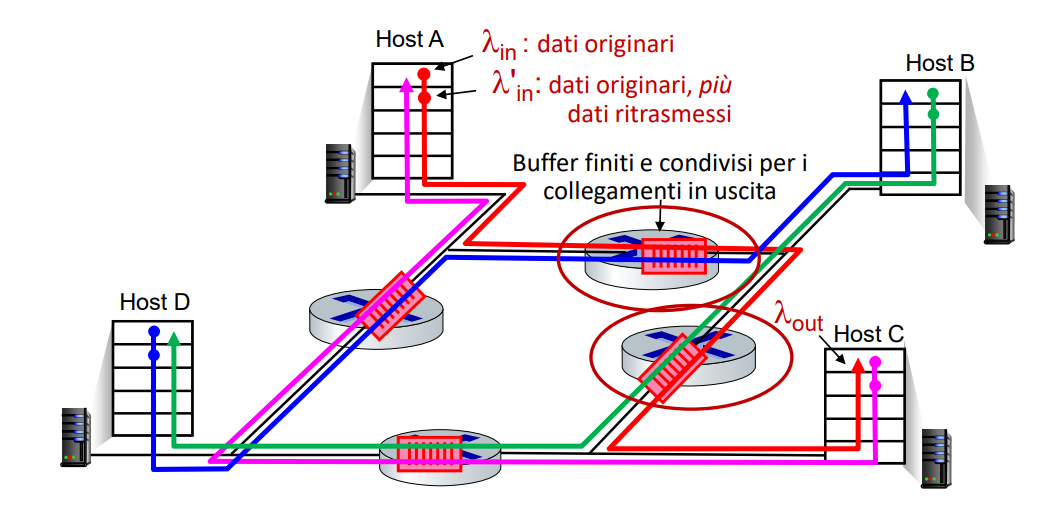 Host A
λin : dati originari
λ'in: dati originari, più
dati ritrasmessi
Host B
Buffer finiti e condivisi per i
collegamenti in uscita
Host D
λout
Host C